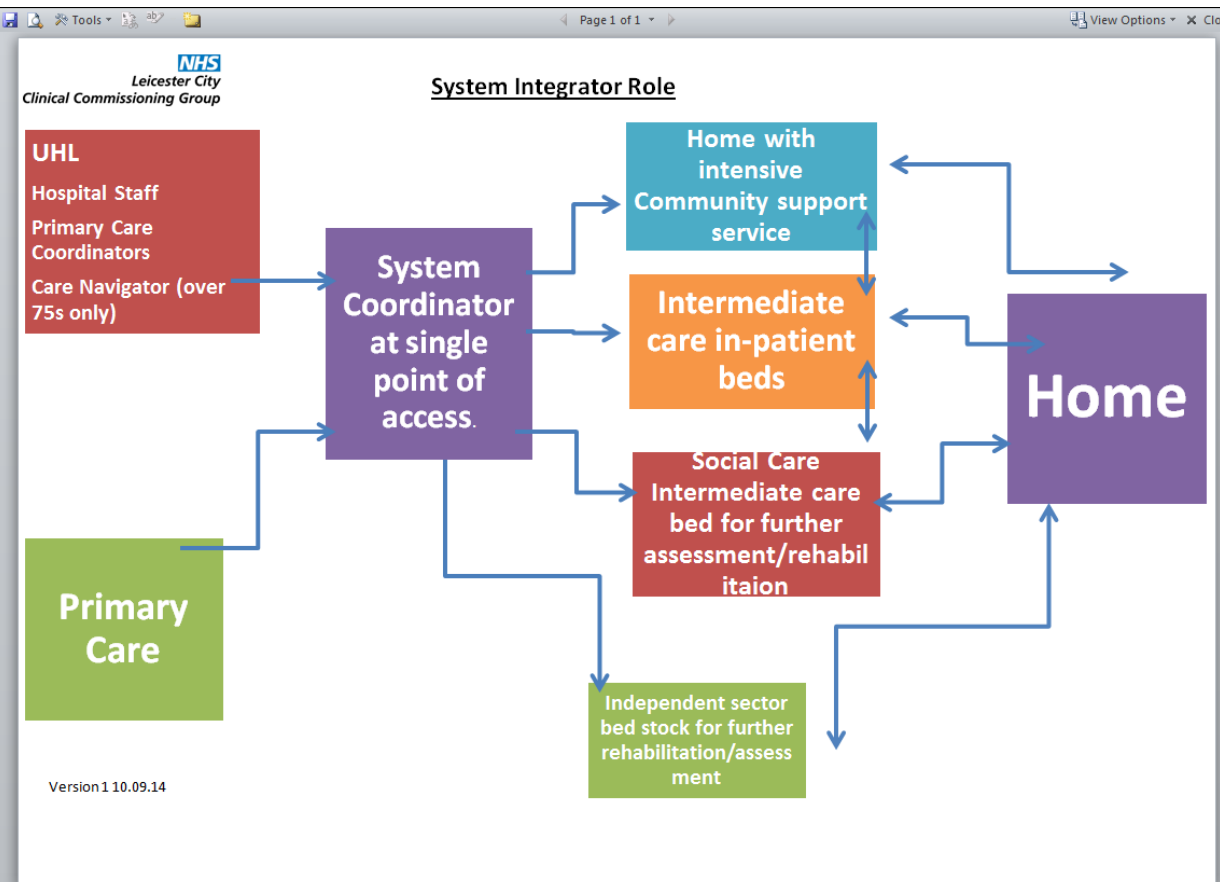 Tools
Page 1 of 1
View Options
Clo
NHS
Leicester City
Clinical Commissioning Group
System Integrator Role
UHL
Hospital Staff
Primary Care
Coordinators
Care Navigator (over
75s only)
System
Coordinator
at single
point of
access.
Home with
intensive
Community support
service
Intermediate
care in-patient
beds
Social Care
Intermediate care
bed for further
assessment/rehabil
itaion
Home
Primary
Care
Independent sector
bed stock for further
rehabilitation/assess
ment
Version 1 10.09.14